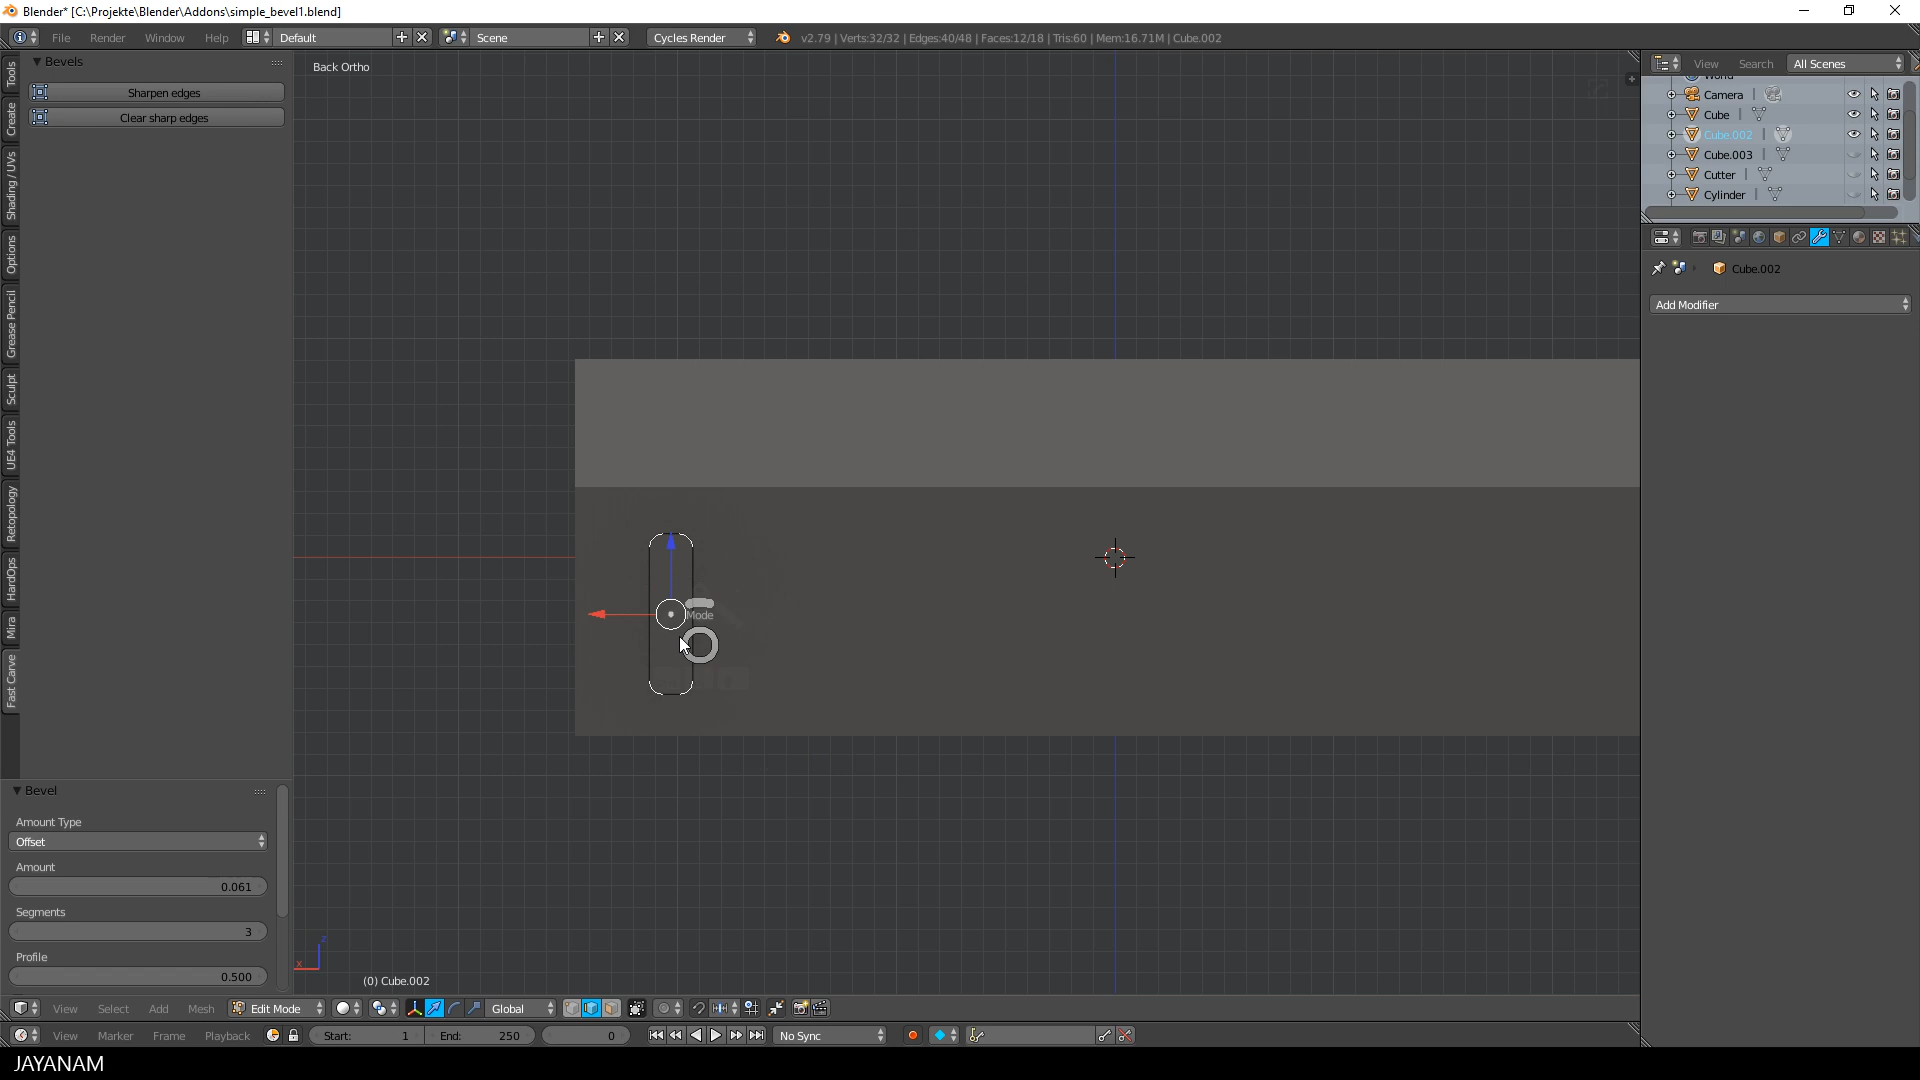 Blender* [C:\Projekte\Blender\Addons\simple_bevel1.blend]
File Render Window Help Default Scene Cycles Render v2.79 | Verts:32/32 | Edges:40/48 | Faces:12/18 | Tris:60 | Mem:16.71M | Cube.002
Bevels
Sharpen edges
Clear sharp edges
Tools
Create
Shading / UVs
Options
Grease Pencil
Sculpt
UE4 Tools
Retopology
HardOps
Mira
Fast Carve
Back Ortho
Mode
z
x
(0) Cube.002
Bevel
Amount Type
Offset
Amount
0.061
Segments
3
Profile
0.500
View Search All Scenes
World
Camera
Cube
Cube.002
Cube.003
Cutter
Cylinder
Cube.002
Add Modifier
View Select Add Mesh Edit Mode Global
View Marker Frame Playback Start: 1 End: 250 0 No Sync
JAYANAM